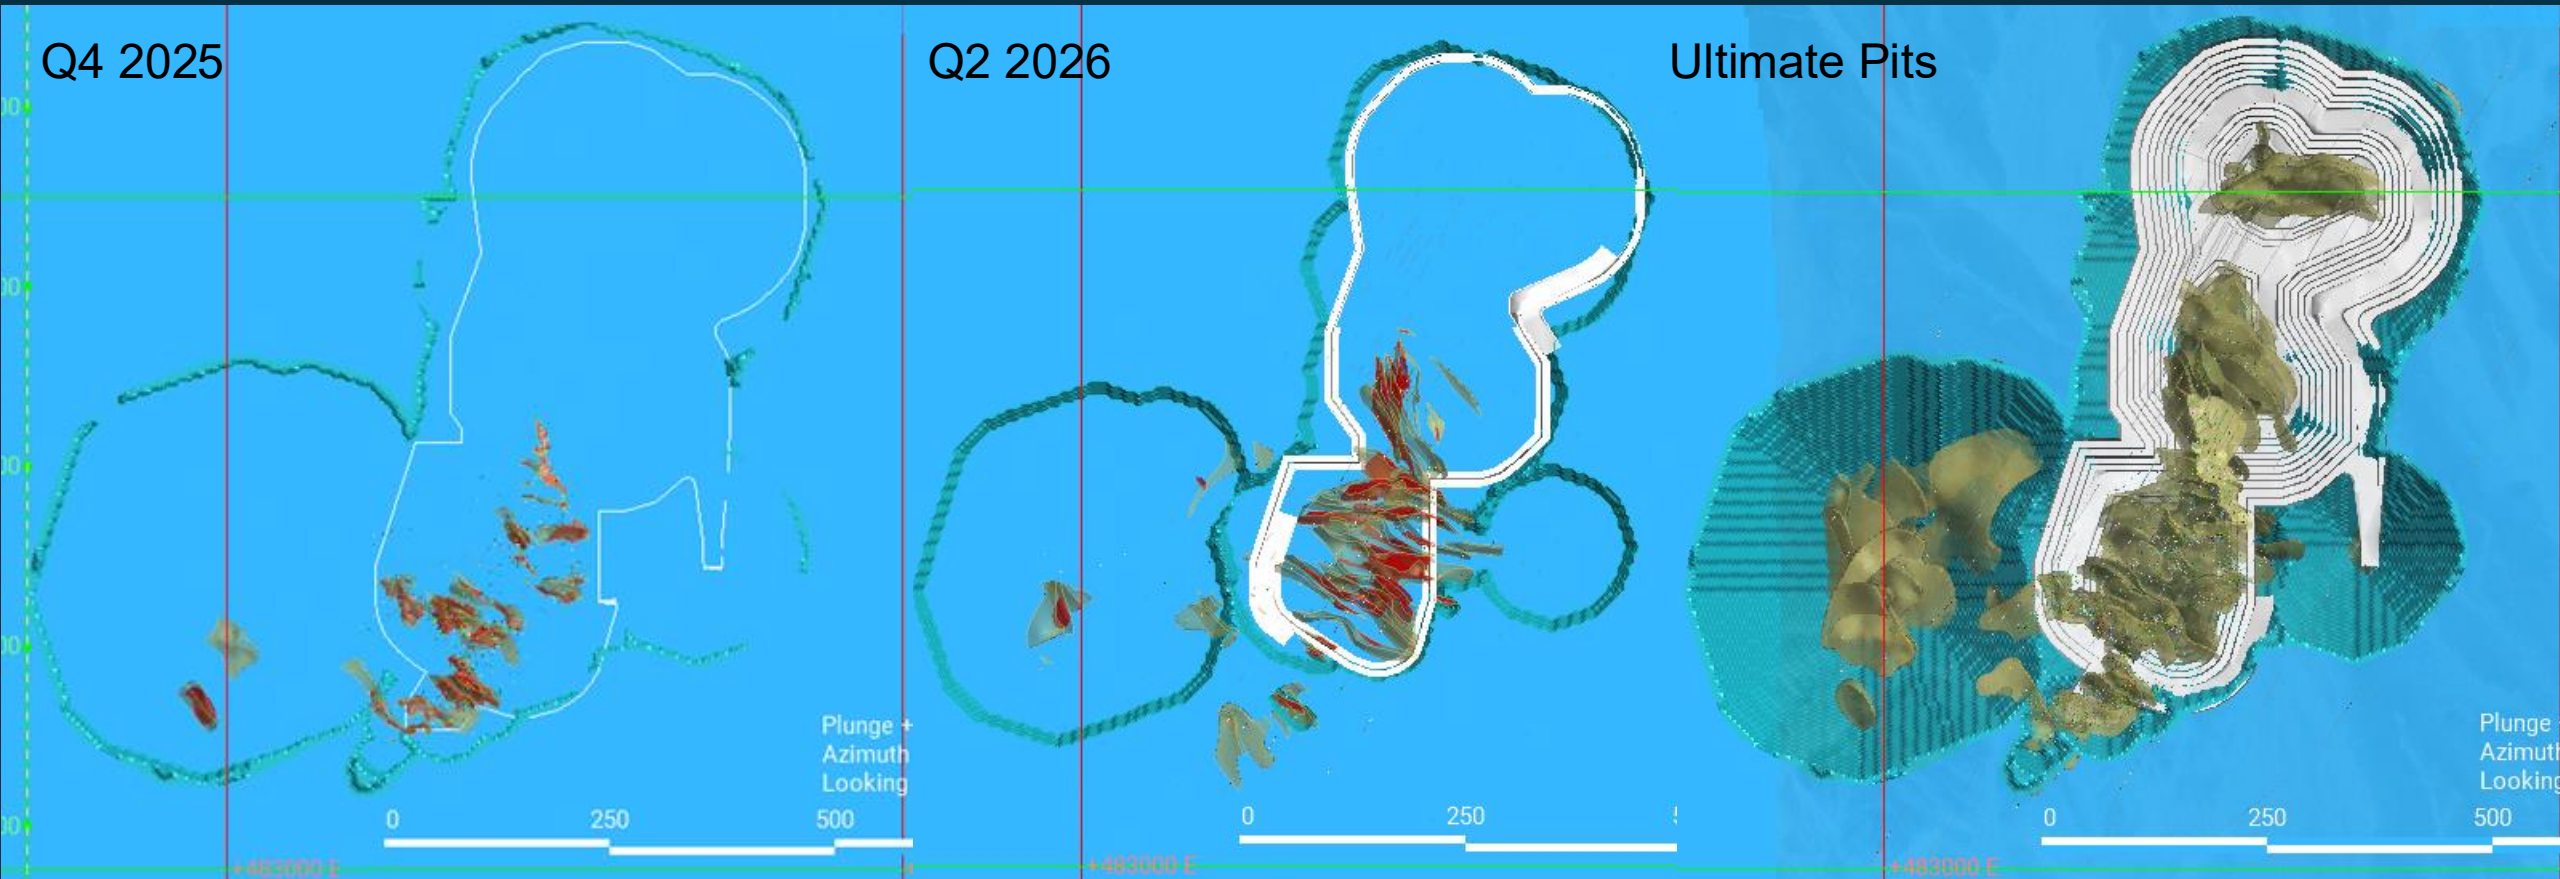 Q4 2025
Q2 2026
Ultimate Pits
Plunge +
Azimuth
Looking
0 250 500
+483000 E
0 250
+483000 E
Plunge
Azimuth
Looking
0 250 500
+483000 E